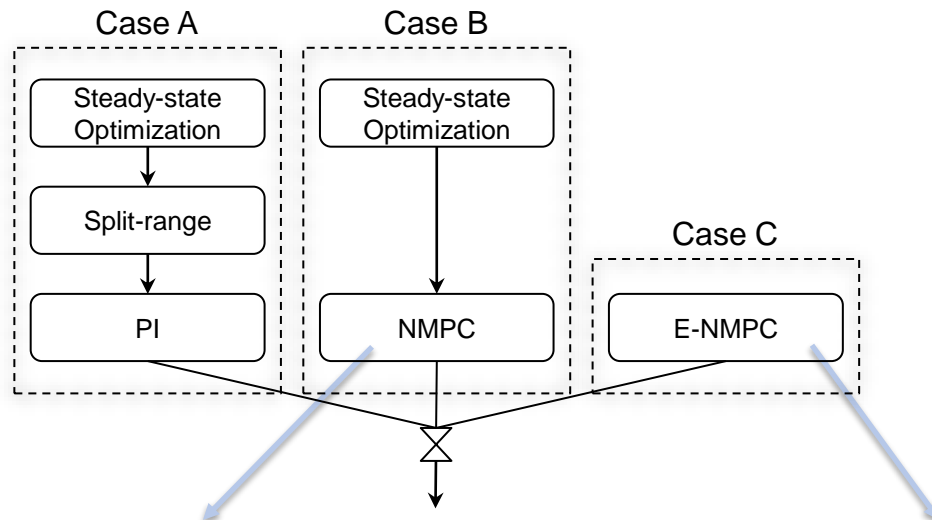 Case A
Steady-state
Optimization
Split-range
PI
Case B
Steady-state
Optimization
NMPC
Case C
E-NMPC